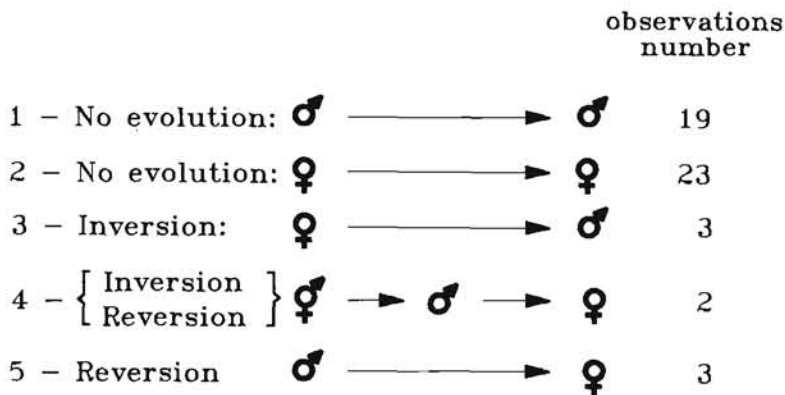 observations
number
1 – No evolution: ♂ → ♂ 19
2 – No evolution: ♀ → ♀ 23
3 – Inversion: ♀ → ♂ 3
4 – { Inversion
Reversion } ⚥ → ♂ → ♀ 2
5 – Reversion ♂ → ♀ 3